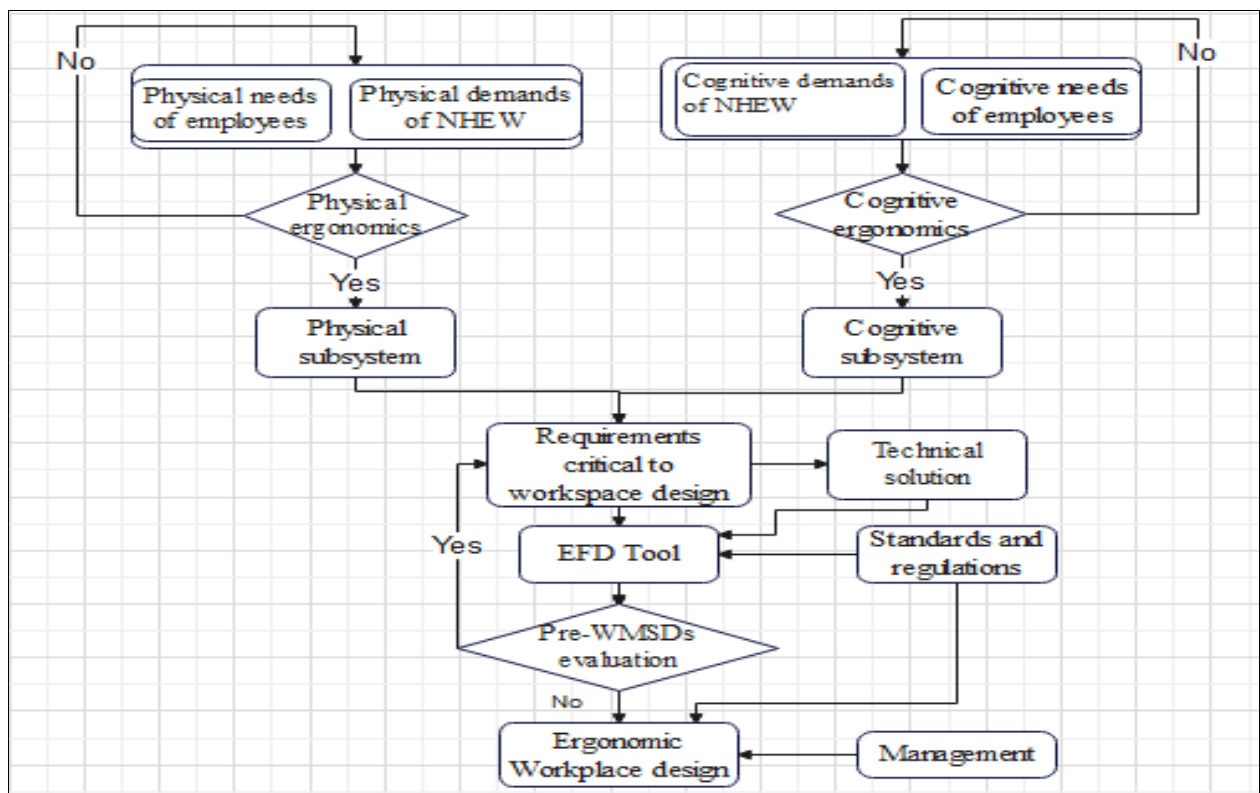 No
No
Physical needs
of employees
Physical demands
of NHEW
Cognitive demands
of NHEW
Cognitive needs
of employees
Physical
ergonomics
Cognitive
ergonomics
Yes
Yes
Physical
subsystem
Cognitive
subsystem
Requirements
critical to
workspace design
Technical
solution
Yes
EFD Tool
Standards and
regulations
Pre-WMSDs
evaluation
No
Ergonomic
Workplace design
Management